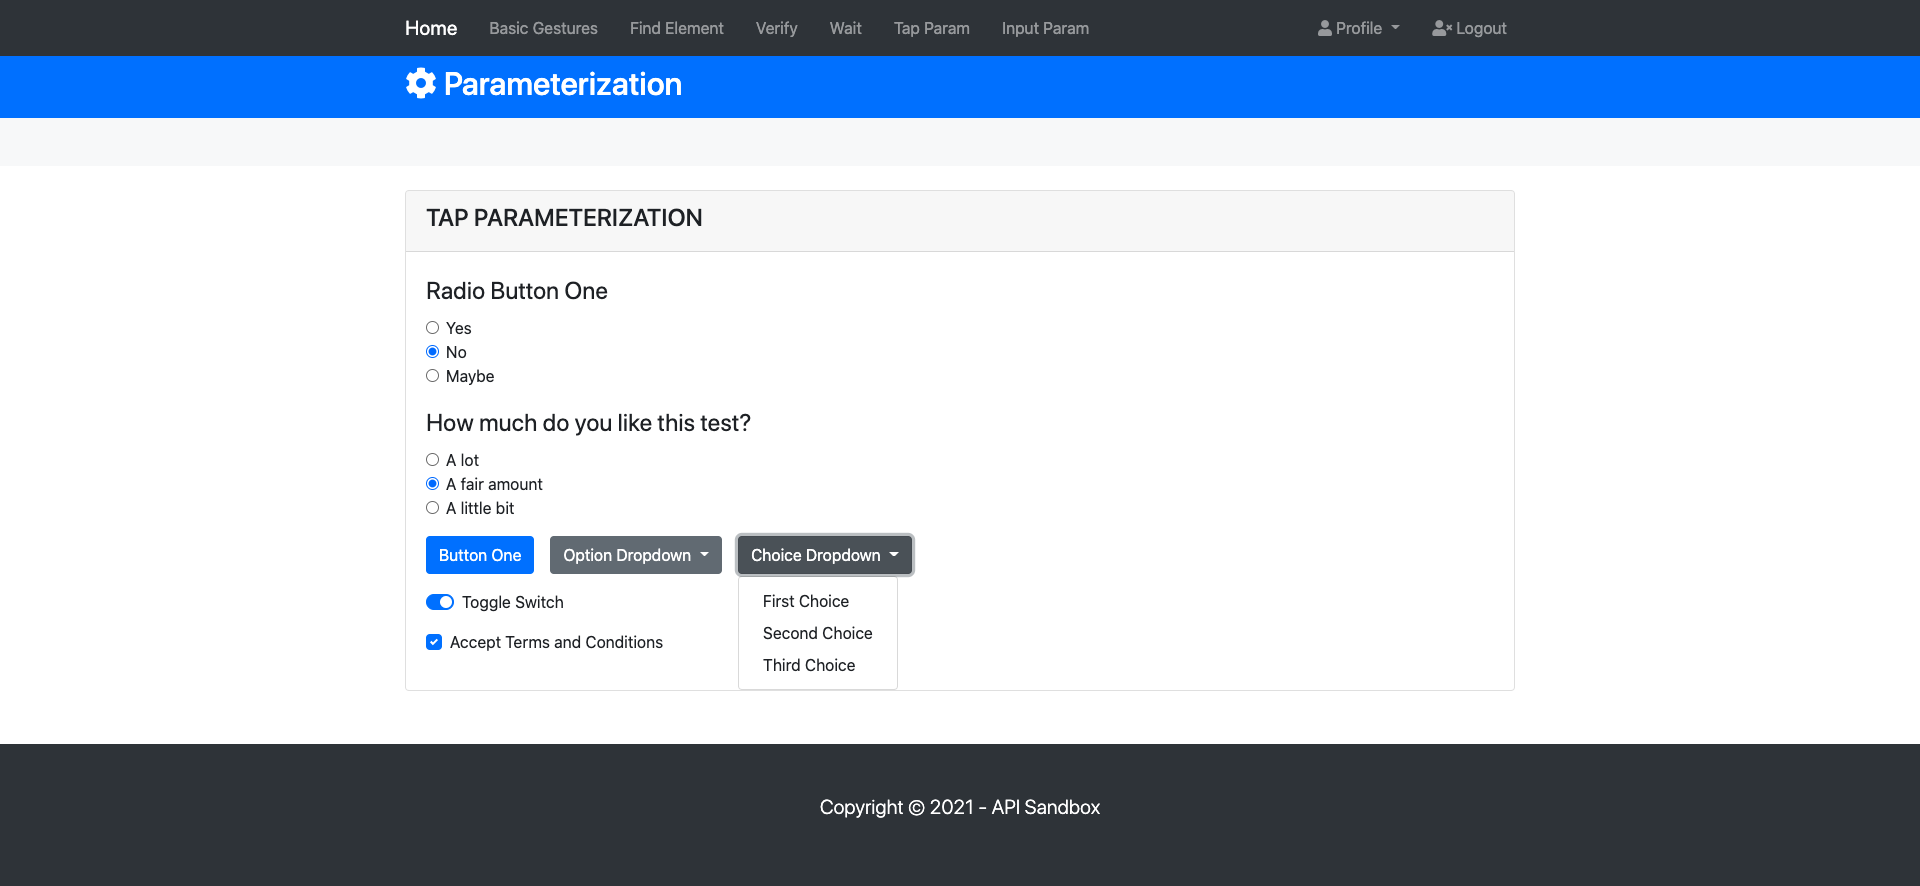 Home Basic Gestures Find Element Verify Wait Tap Param Input Param Profile Logout
Parameterization
TAP PARAMETERIZATION
Radio Button One
Yes
No
Maybe
How much do you like this test?
A lot
A fair amount
A little bit
Button One Option Dropdown Choice Dropdown
First Choice
Second Choice
Third Choice
Toggle Switch
Accept Terms and Conditions
Copyright © 2021 - API Sandbox